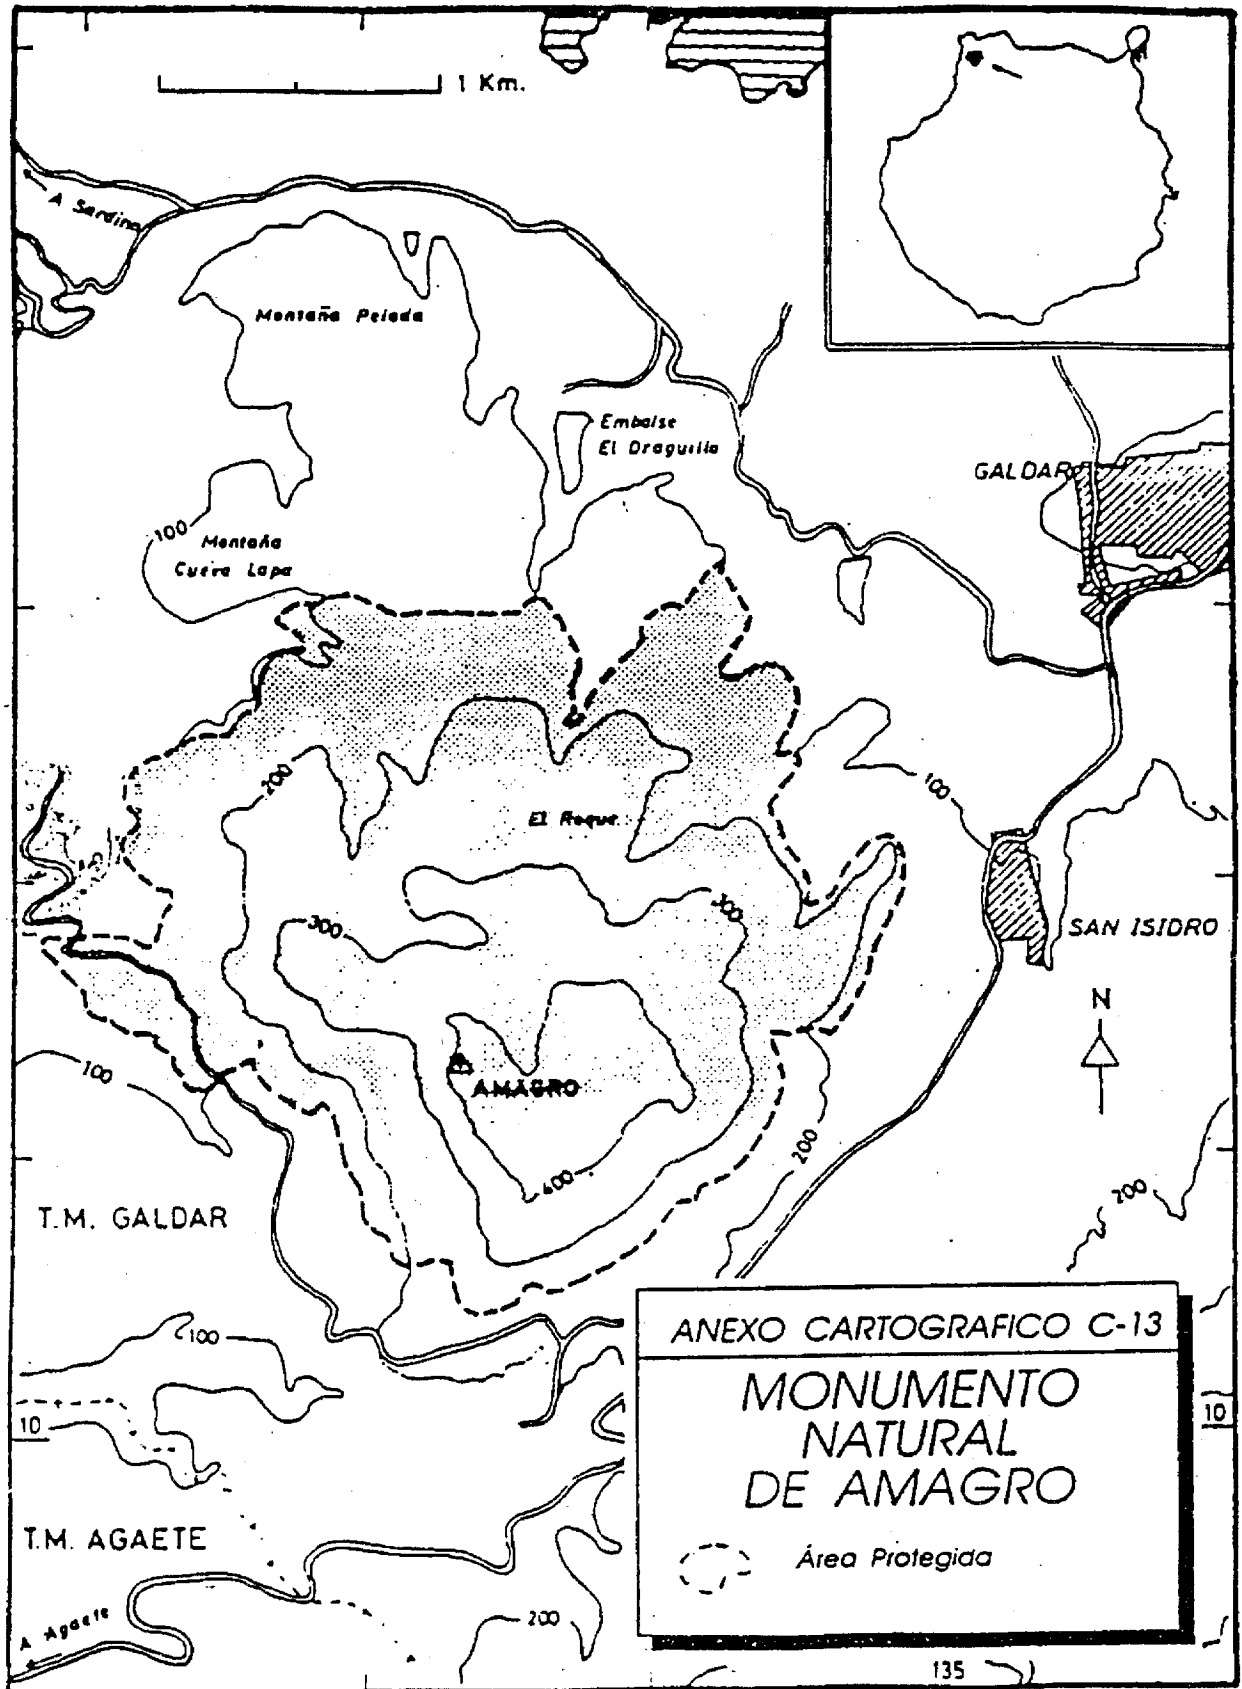 1 Km.
A Sardina
Montaña Pelada
Embalse
El Draguillo
GALDAR
100
Montaña
Cueva Lapa
200
100
El Roque
300
300
SAN ISIDRO
N
100
AMAGRO
200
400
200
T.M. GALDAR
100
10
10
T.M. AGAETE
A Agaete
200
ANEXO CARTOGRAFICO C-13
MONUMENTO
NATURAL
DE AMAGRO
Área Protegida
135